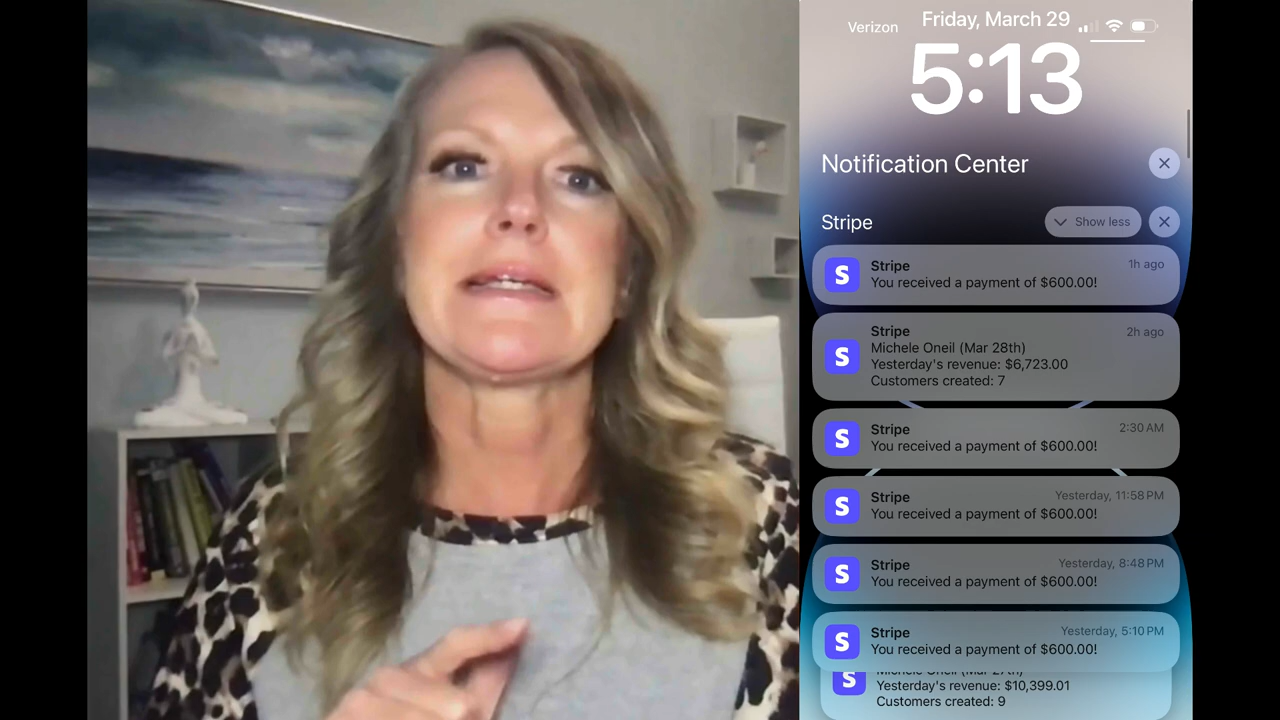 Verizon
Friday, March 29
5:13
Notification Center
Stripe
Show less
Stripe
1h ago
You received a payment of $600.00!
Stripe
2h ago
Michele Oneil (Mar 28th)
Yesterday's revenue: $6,723.00
Customers created: 7
Stripe
2:30 AM
You received a payment of $600.00!
Stripe
Yesterday, 11:58 PM
You received a payment of $600.00!
Stripe
Yesterday, 8:48 PM
You received a payment of $600.00!
Stripe
Yesterday, 5:10 PM
You received a payment of $600.00!
Michele Oneil (Mar 27th)
Yesterday's revenue: $10,399.01
Customers created: 9